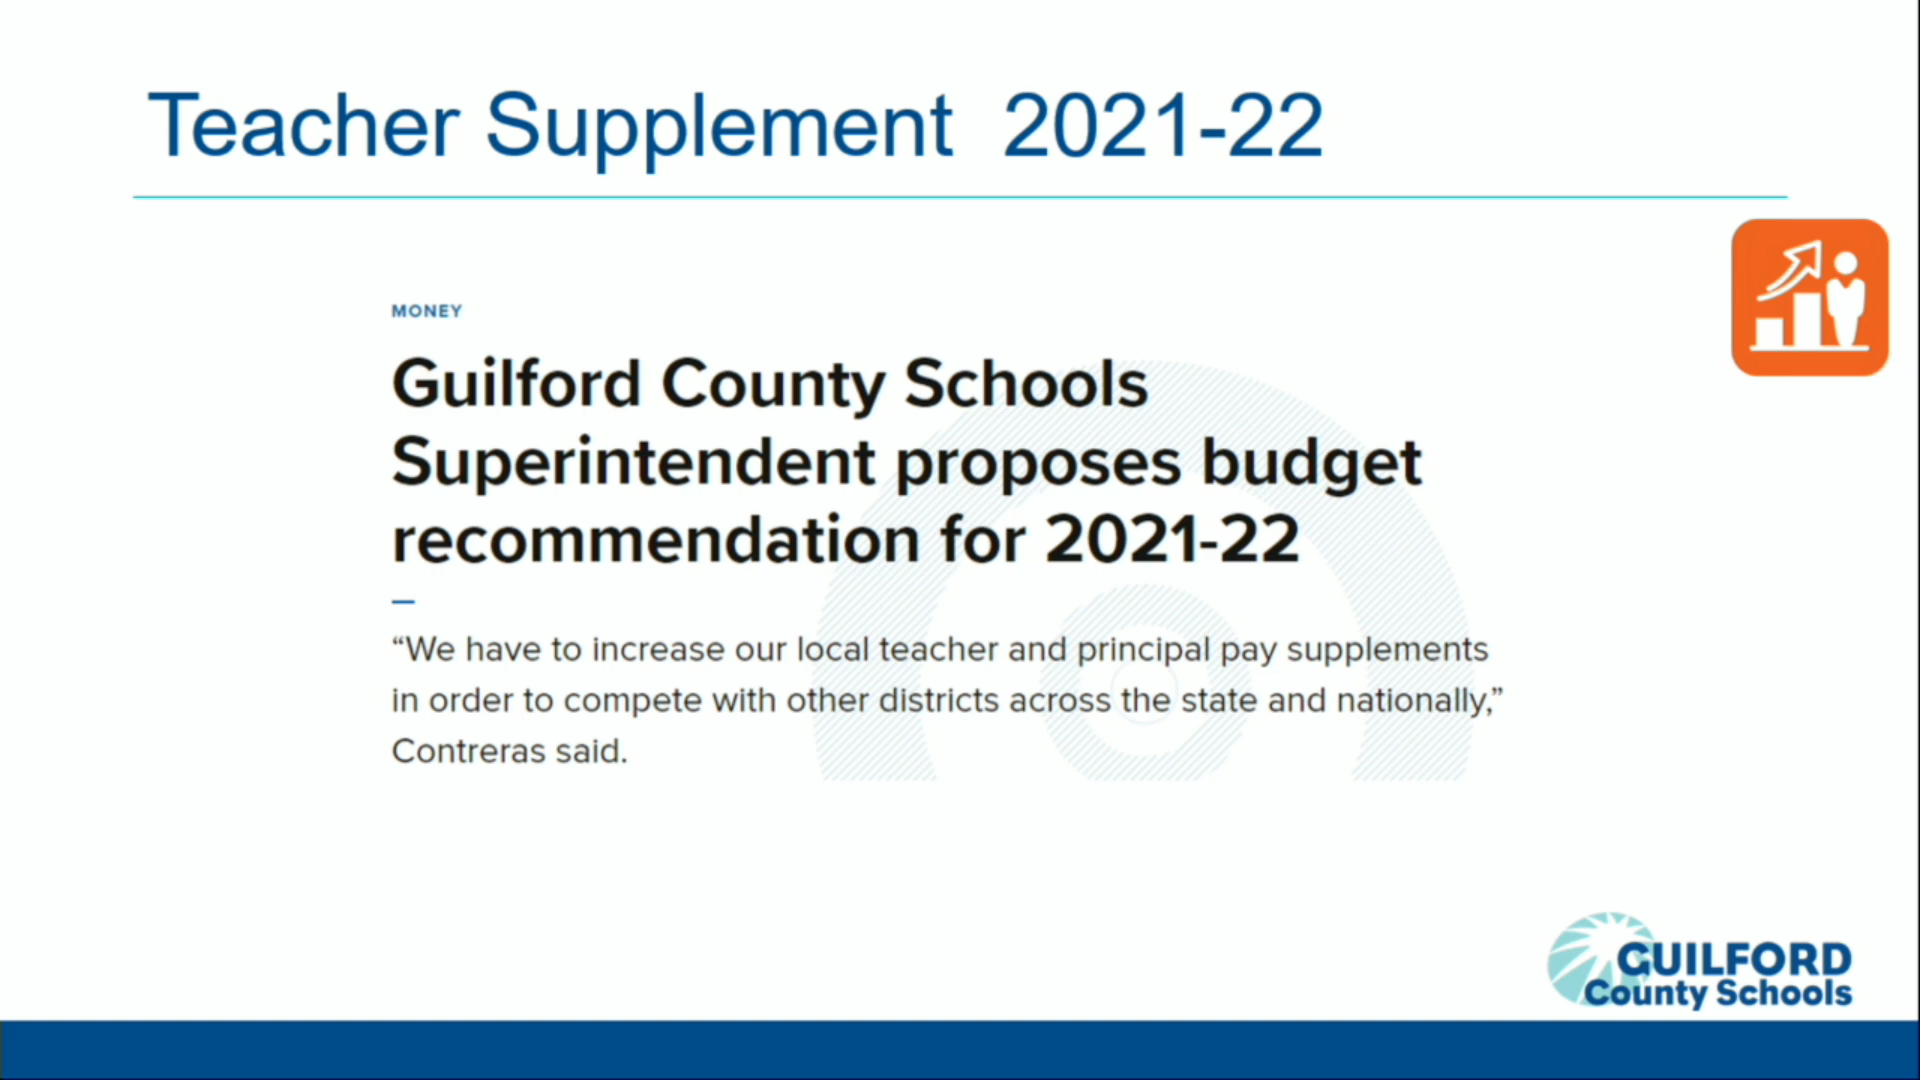 Teacher Supplement 2021-22
MONEY
Guilford County Schools
Superintendent proposes budget
recommendation for 2021-22
“We have to increase our local teacher and principal pay supplements
in order to compete with other districts across the state and nationally,”
Contreras said.
GUILFORD
County Schools